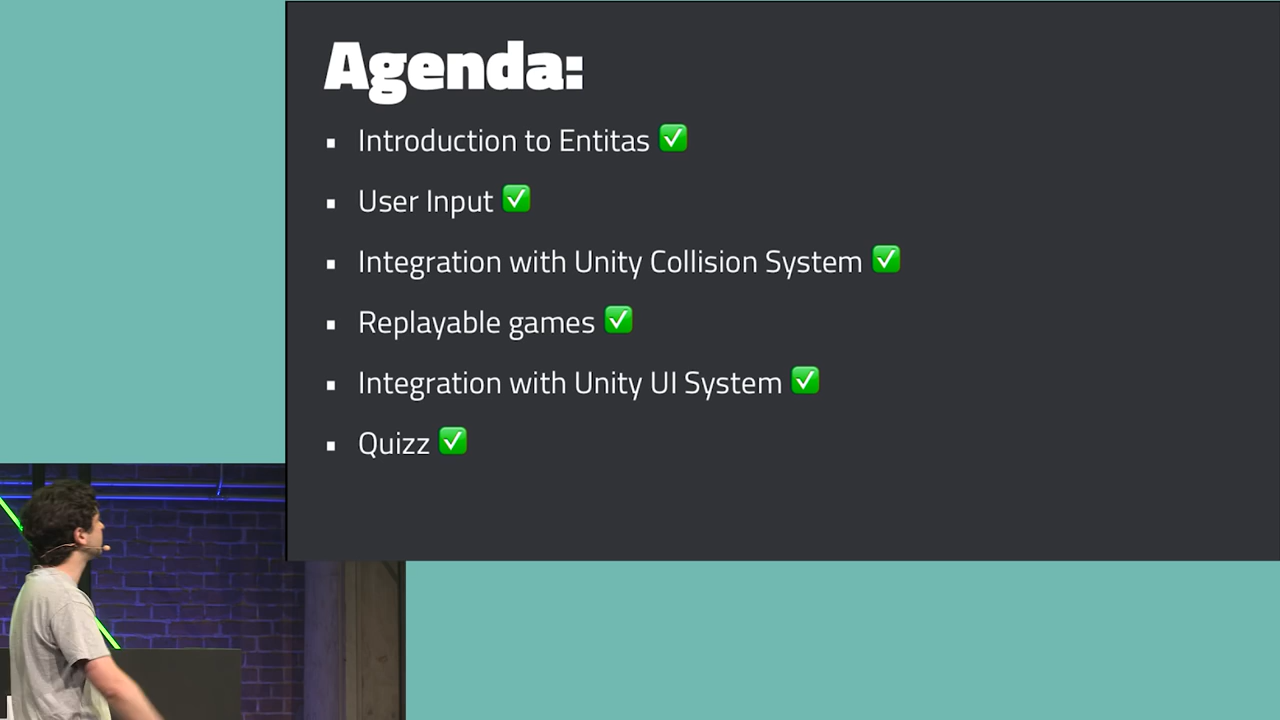 Agenda:
▪ Introduction to Entitas ✅
▪ User Input ✅
▪ Integration with Unity Collision System ✅
▪ Replayable games ✅
▪ Integration with Unity UI System ✅
▪ Quizz ✅